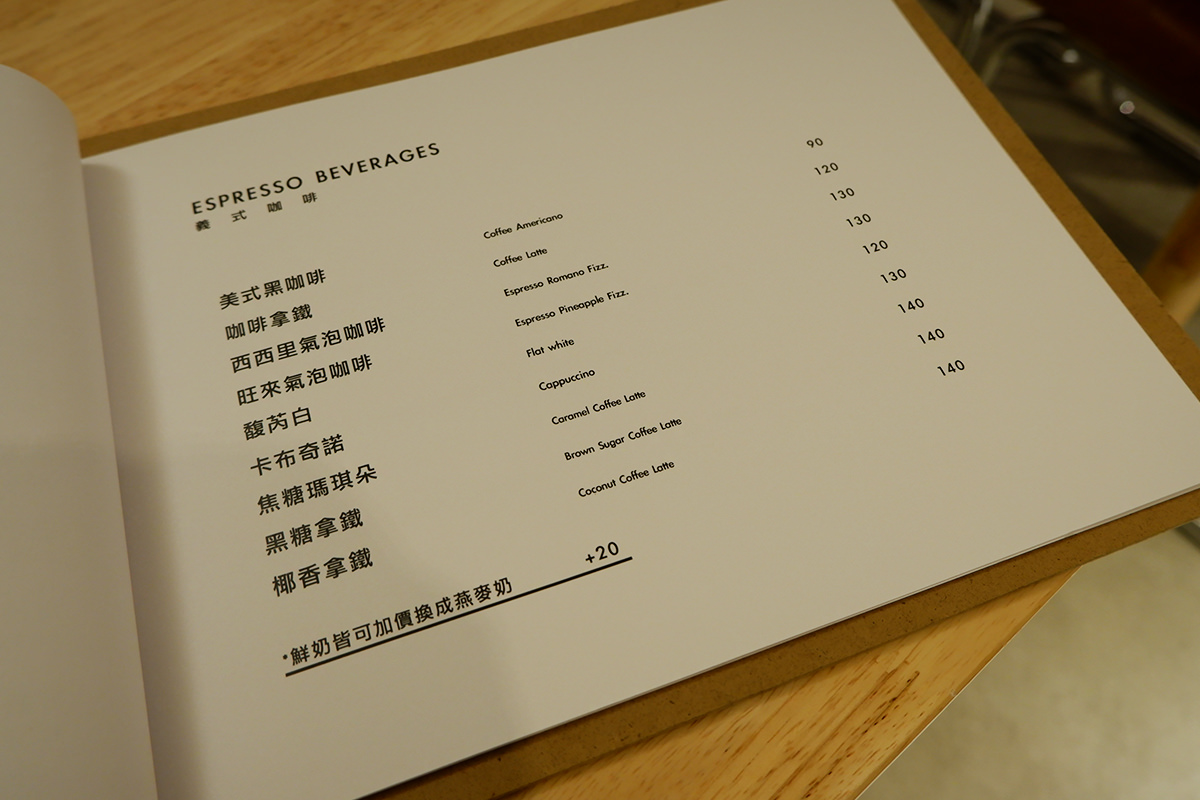 ESPRESSO BEVERAGES
義式咖啡
美式黑咖啡 Coffee Americano 90
咖啡拿鐵 Coffee Latte 120
西西里氣泡咖啡 Espresso Romano Fizz. 130
旺來氣泡咖啡 Espresso Pineapple Fizz. 130
馥芮白 Flat white 120
卡布奇諾 Cappuccino 130
焦糖瑪琪朵 Caramel Coffee Latte 140
黑糖拿鐵 Brown Sugar Coffee Latte 140
椰香拿鐵 Coconut Coffee Latte 140
•鮮奶皆可加價換成燕麥奶 +20